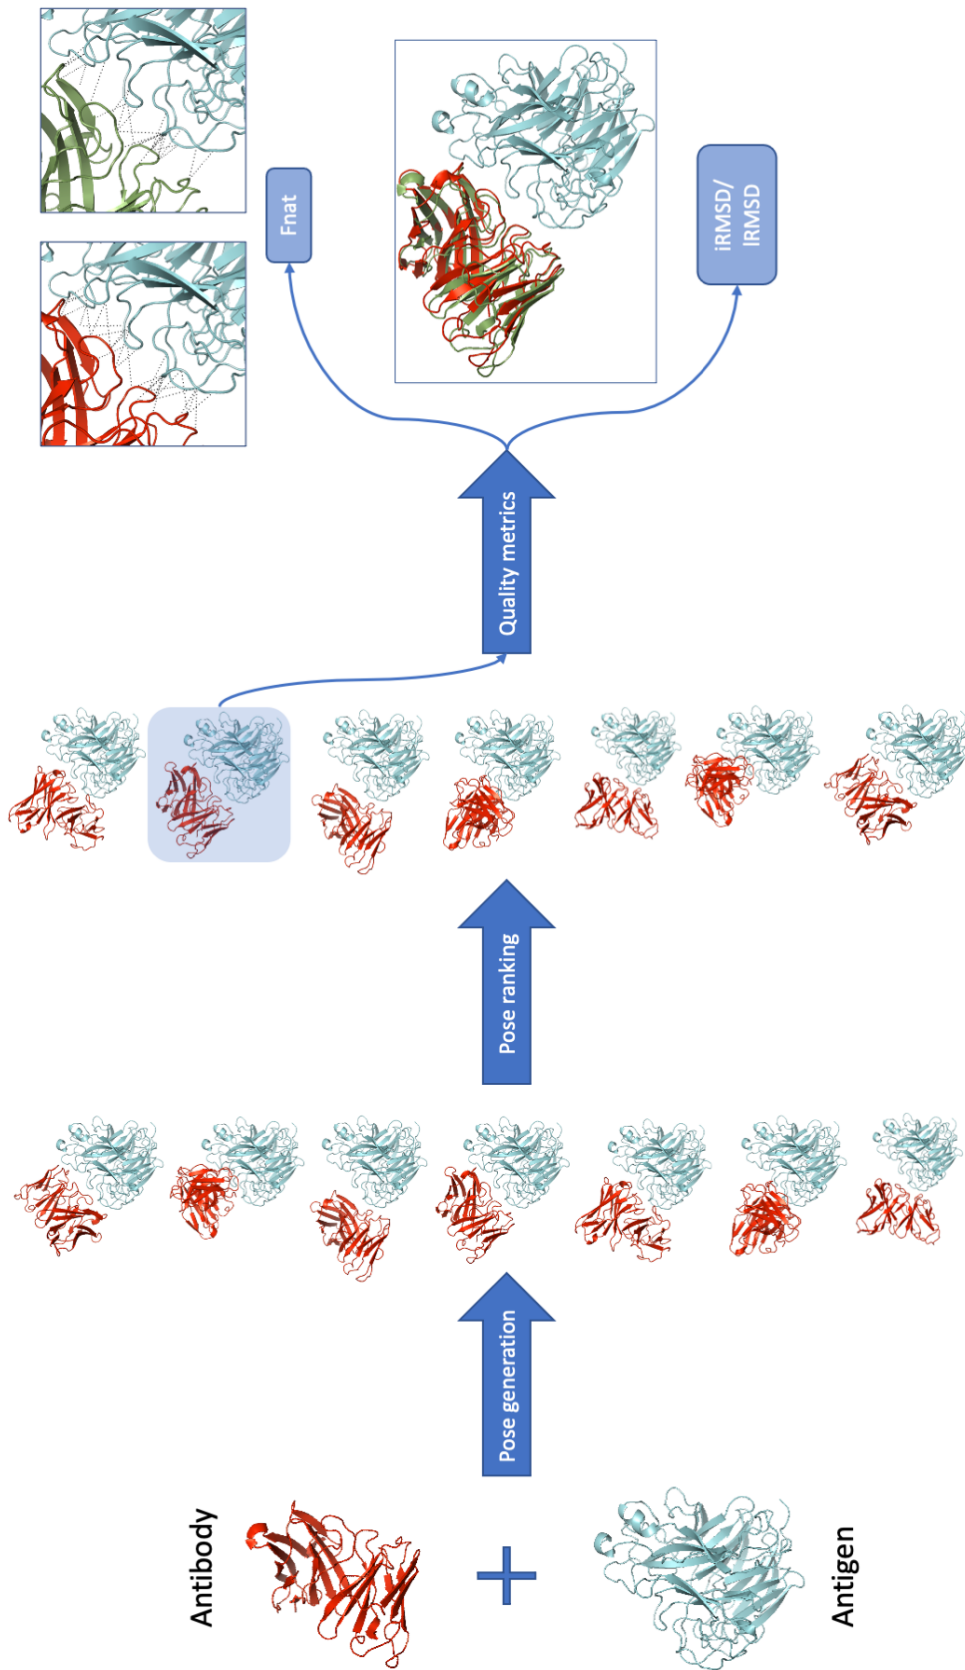 Antibody
Antigen
Pose generation
Pose ranking
Quality metrics
Fnat
iRMSD/
lRMSD